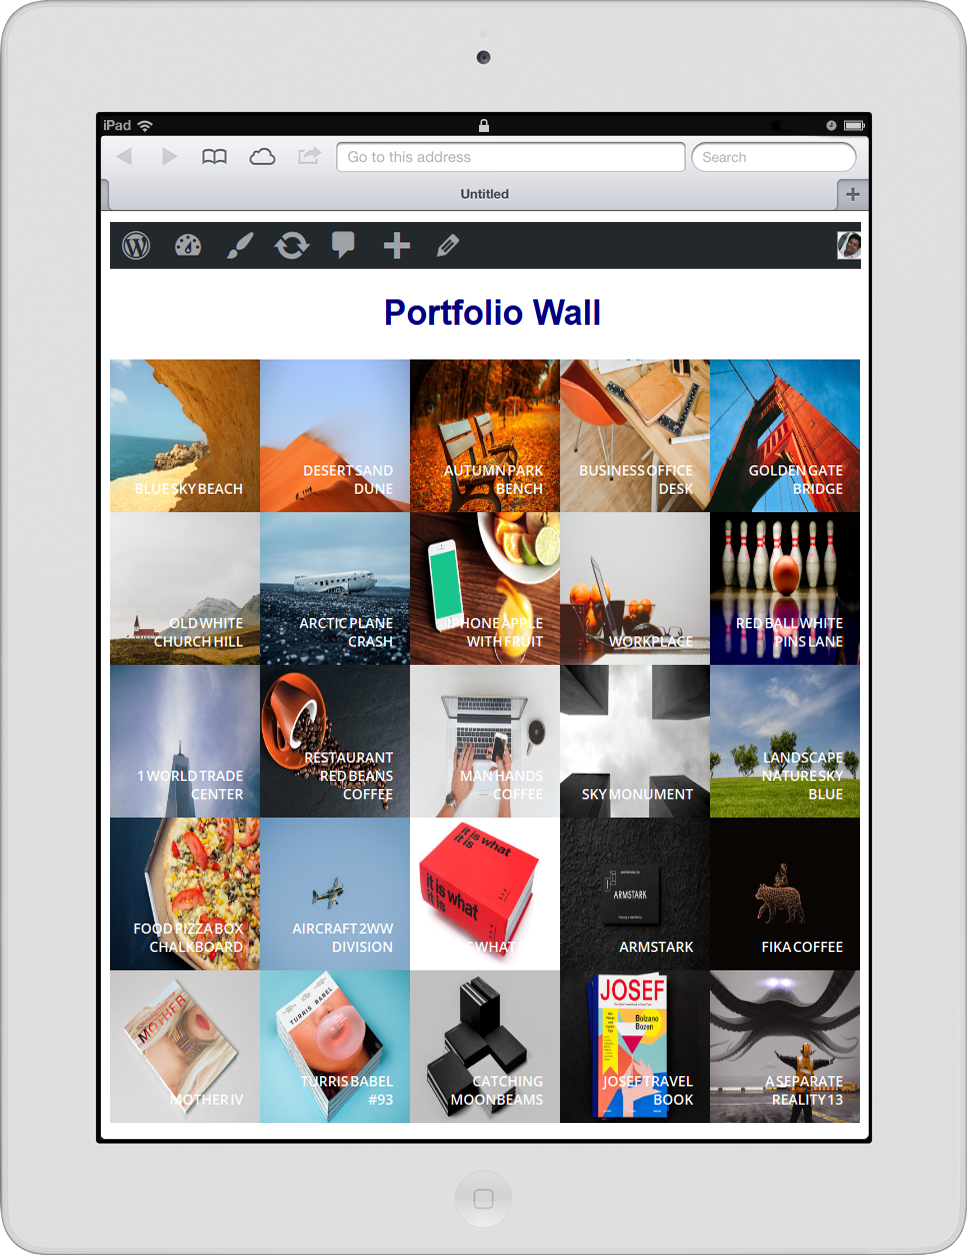 iPad
Go to this address
Search
Untitled
Portfolio Wall
BLUE SKY BEACH
DESERT SAND
DUNE
AUTUMN PARK
BENCH
BUSINESS OFFICE
DESK
GOLDEN GATE
BRIDGE
OLD WHITE
CHURCH HILL
ARCTIC PLANE
CRASH
IPHONE APPLE
WITH FRUIT
WORKPLACE
RED BALL WHITE
PINS LANE
1 WORLD TRADE
CENTER
RESTAURANT
RED BEANS
COFFEE
MAN HANDS
COFFEE
SKY MONUMENT
LANDSCAPE
NATURE SKY
BLUE
FOOD PIZZA BOX
CHALKBOARD
AIRCRAFT 2WW
DIVISION
it is what
it is
it is what
it is
WHAT
ARMSTARK
ARMSTARK
FIKA COFFEE
MOTHER
MOTHER IV
TURRIS BABEL
TURRIS BABEL
#93
CATCHING
MOONBEAMS
JOSEF
Bolzano
Bozen
JOSEF TRAVEL
BOOK
A SEPARATE
REALITY 13